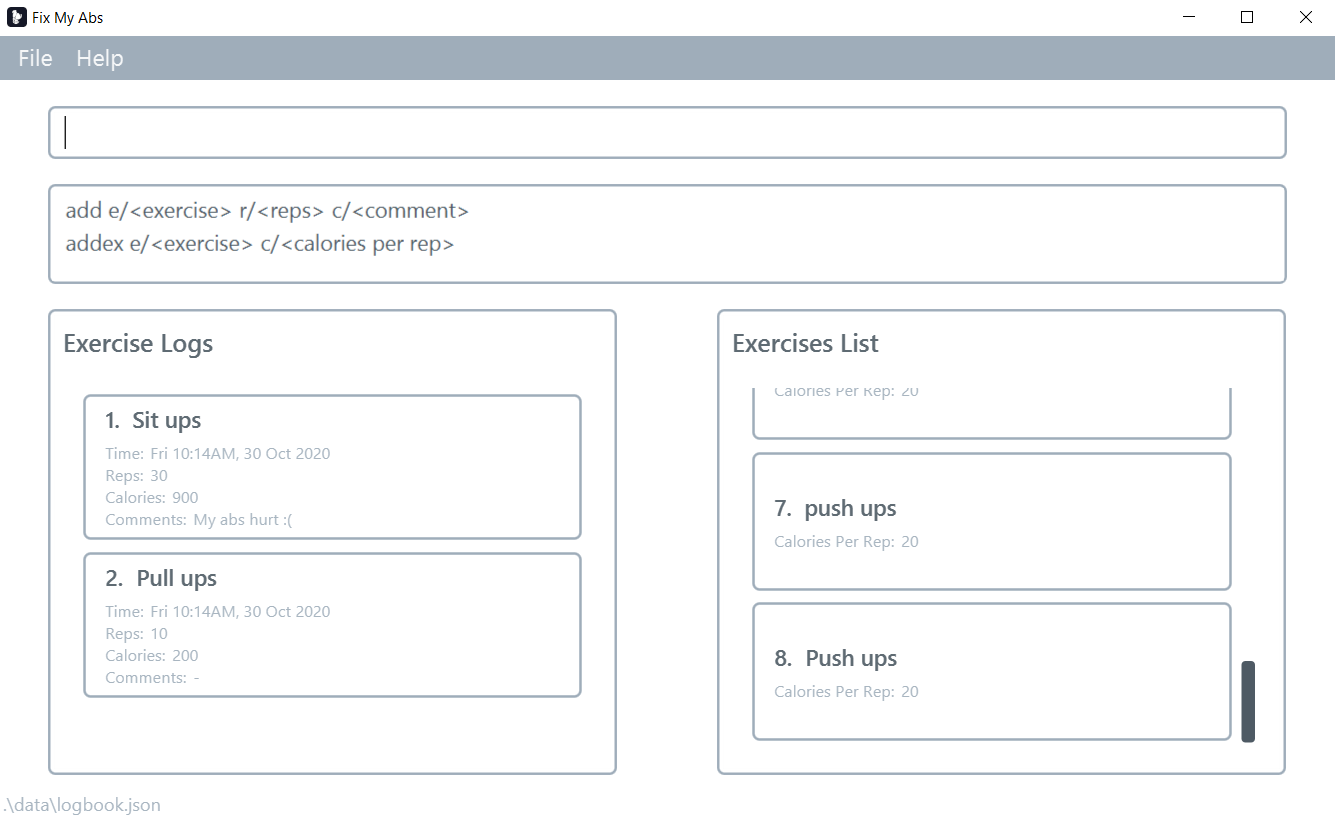 Fix My Abs
File Help
add e/<exercise> r/<reps> c/<comment>
addex e/<exercise> c/<calories per rep>
Exercise Logs
1. Sit ups
Time: Fri 10:14AM, 30 Oct 2020
Reps: 30
Calories: 900
Comments: My abs hurt :(
2. Pull ups
Time: Fri 10:14AM, 30 Oct 2020
Reps: 10
Calories: 200
Comments: -
Exercises List
Calories Per Rep: 20
7. push ups
Calories Per Rep: 20
8. Push ups
Calories Per Rep: 20
.\data\logbook.json